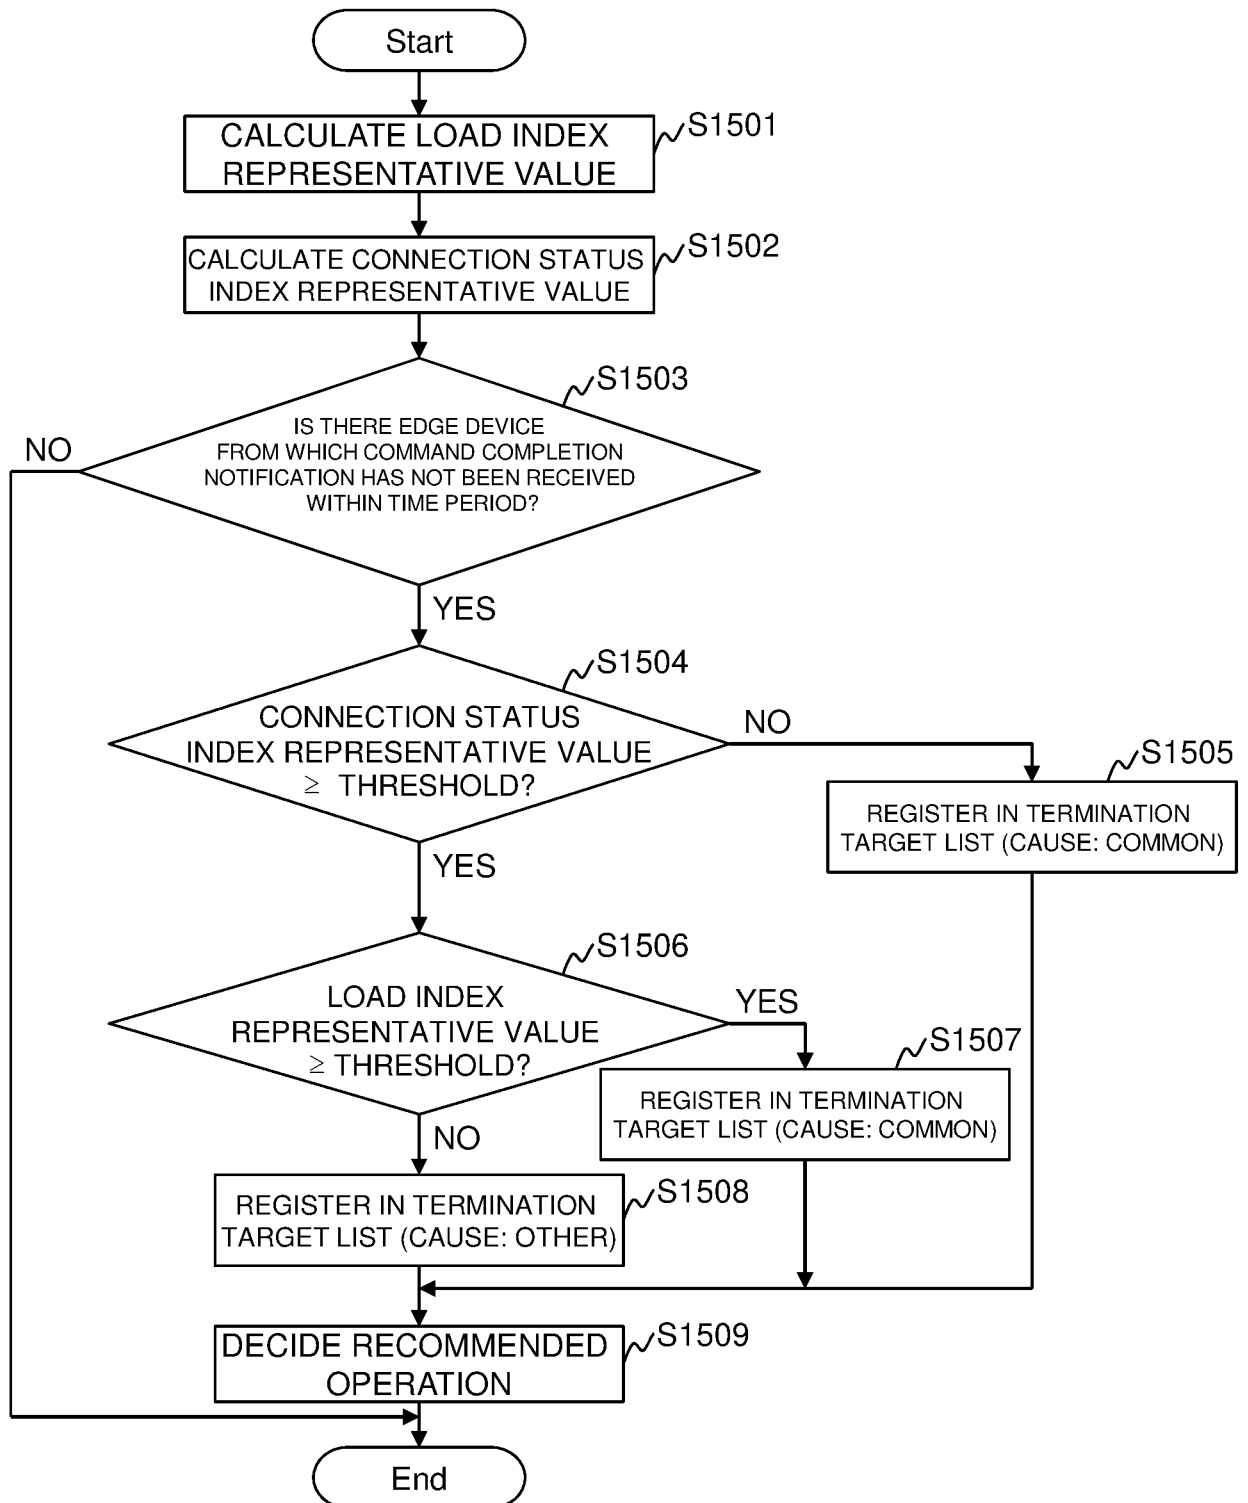 Start
CALCULATE LOAD INDEX
REPRESENTATIVE VALUE
S1501
CALCULATE CONNECTION STATUS
INDEX REPRESENTATIVE VALUE
S1502
S1503
IS THERE EDGE DEVICE
FROM WHICH COMMAND COMPLETION
NOTIFICATION HAS NOT BEEN RECEIVED
WITHIN TIME PERIOD?
NO
YES
S1504
CONNECTION STATUS
INDEX REPRESENTATIVE VALUE
≥ THRESHOLD?
NO
S1505
REGISTER IN TERMINATION
TARGET LIST (CAUSE: COMMON)
YES
S1506
LOAD INDEX
REPRESENTATIVE VALUE
≥ THRESHOLD?
YES
S1507
REGISTER IN TERMINATION
TARGET LIST (CAUSE: COMMON)
NO
S1508
REGISTER IN TERMINATION
TARGET LIST (CAUSE: OTHER)
S1509
DECIDE RECOMMENDED
OPERATION
End